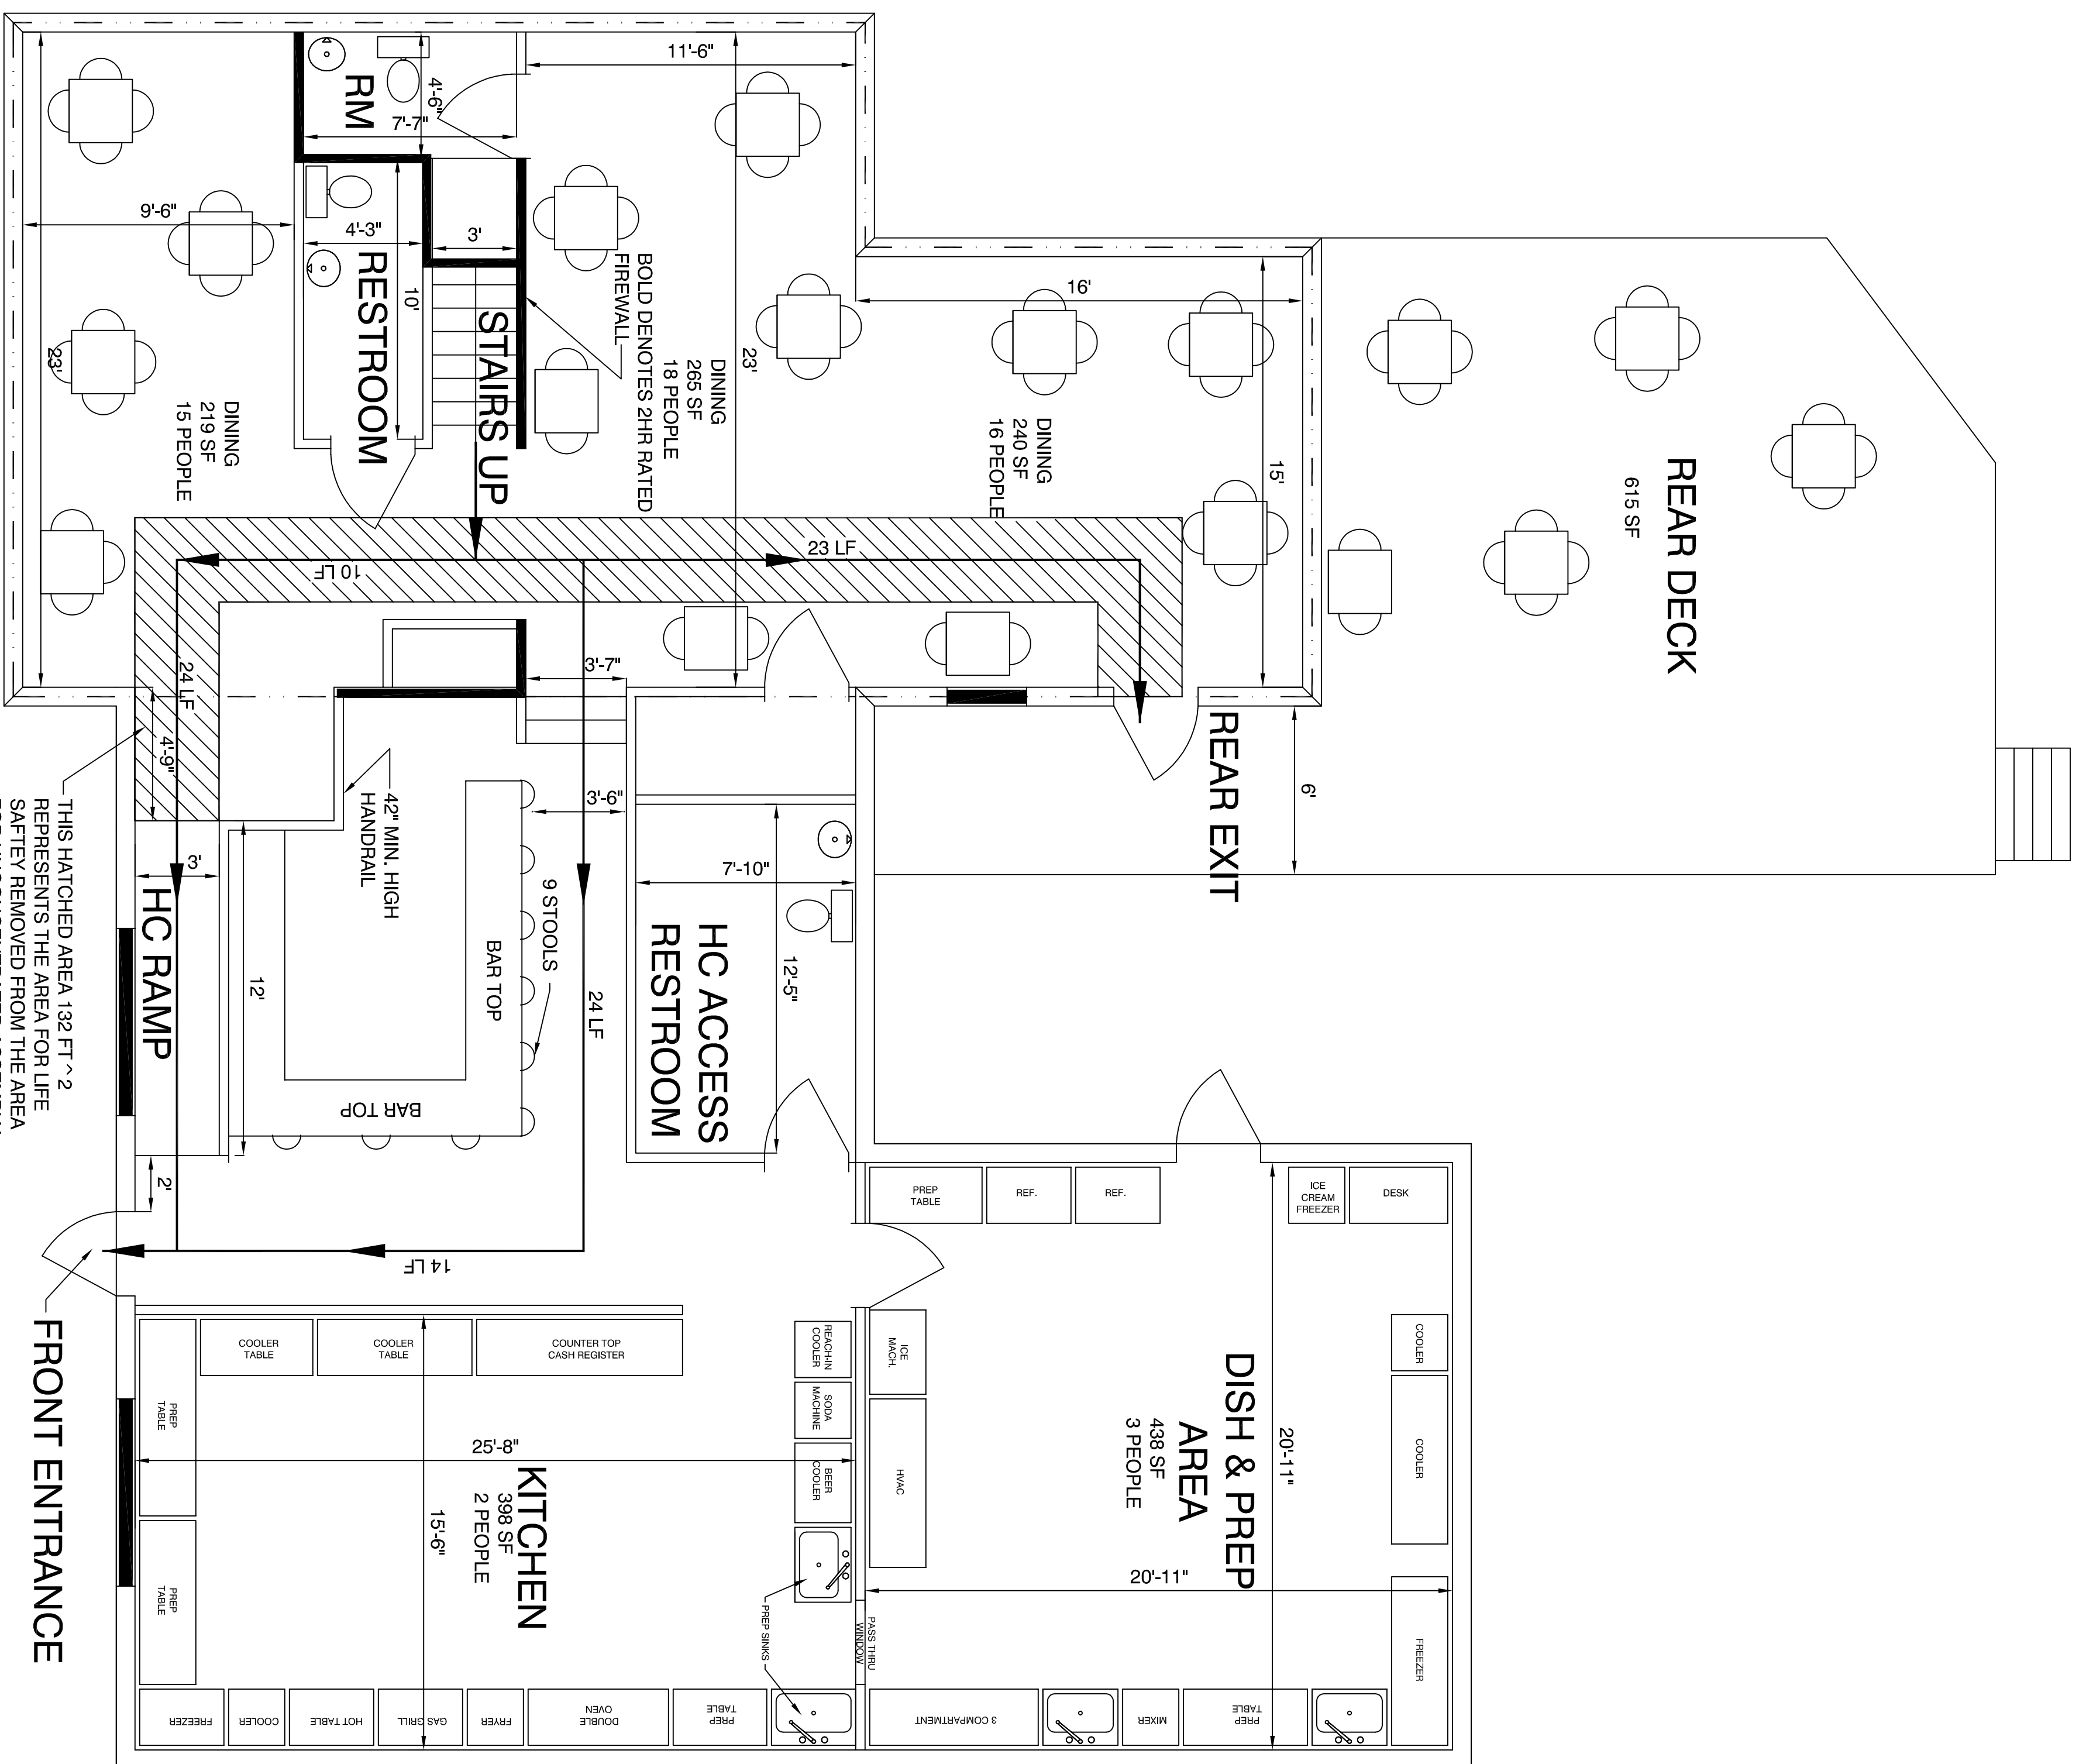 11'-6"
4'-6"
RM
7'-7"
9'-6"
4'-3"
3'
RESTROOM
10'
STAIRS UP
BOLD DENOTES 2HR RATED
FIREWALL
23'
DINING
219 SF
15 PEOPLE
DINING
265 SF
18 PEOPLE
23'
16'
DINING
240 SF
16 PEOPLE
15'
REAR DECK
615 SF
23 LF
10 LF
24 LF
4'-9"
3'-7"
3'-6"
REAR EXIT
6'
THIS HATCHED AREA 132 FT^2
REPRESENTS THE AREA FOR LIFE
SAFTEY REMOVED FROM THE AREA
42" MIN. HIGH
HANDRAIL
3'
HC RAMP
12'
9 STOOLS
BAR TOP
BAR TOP
24 LF
7'-10"
12'-5"
HC ACCESS
RESTROOM
2'
14 LF
FRONT ENTRANCE
PREP
TABLE
REF.
REF.
ICE
CREAM
FREEZER
DESK
COOLER
TABLE
COOLER
TABLE
COUNTER TOP
CASH REGISTER
REACH-IN
COOLER
SODA
MACHINE
BEER
COOLER
ICE
MACH.
HVAC
COOLER
COOLER
FREEZER
DISH & PREP
AREA
438 SF
3 PEOPLE
20'-11"
20'-11"
PREP
TABLE
PREP
TABLE
25'-8"
15'-6"
KITCHEN
398 SF
2 PEOPLE
PREP SINKS
PASS THRU
WINDOW
FREEZER
COOLER
HOT TABLE
GAS GRILL
FRYER
DOUBLE
OVEN
PREP
TABLE
3 COMPARTMENT
MIXER
PREP
TABLE